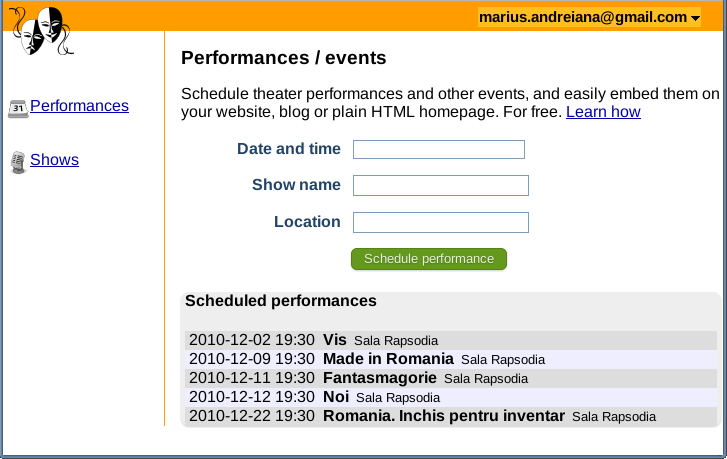 marius.andreiana@gmail.com
Performances / events
Schedule theater performances and other events, and easily embed them on
your website, blog or plain HTML homepage. For free. Learn how
31
Performances
Shows
Date and time
Show name
Location
Schedule performance
Scheduled performances
2010-12-02 19:30 Vis Sala Rapsodia
2010-12-09 19:30 Made in Romania Sala Rapsodia
2010-12-11 19:30 Fantasmagorie Sala Rapsodia
2010-12-12 19:30 Noi Sala Rapsodia
2010-12-22 19:30 Romania. Inchis pentru inventar Sala Rapsodia